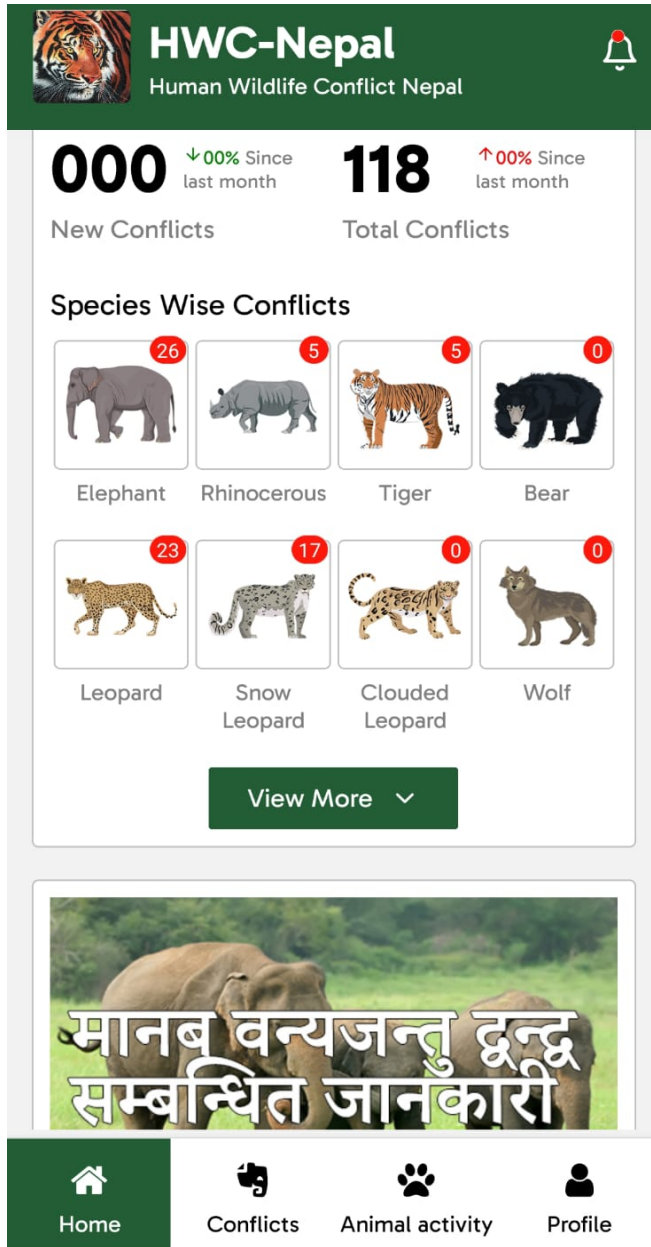 HWC-Nepal
Human Wildlife Conflict Nepal
000 ↓00% Since last month
118 ↑00% Since last month
New Conflicts
Total Conflicts
Species Wise Conflicts
26
5
5
0
Elephant
Rhinocerous
Tiger
Bear
23
17
0
0
Leopard
Snow
Leopard
Clouded
Leopard
Wolf
View More
मानब वन्यजन्तु द्वन्द्व
सम्बन्धित जानकारी
Home
Conflicts
Animal activity
Profile